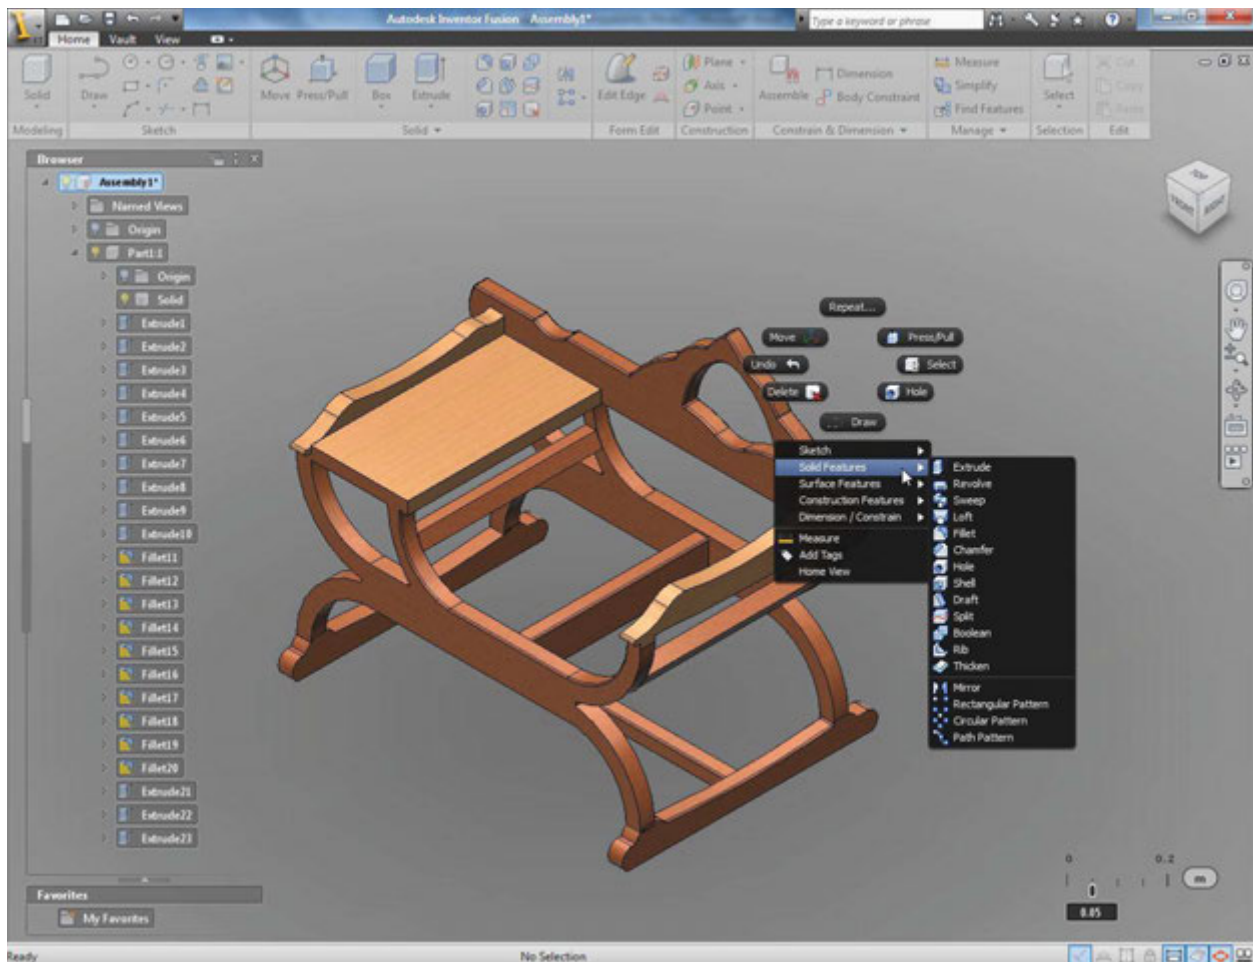 Autodesk Inventor Fusion Assembly1*
Type a keyword or phrase
Home Vault View
Solid Draw Move Press/Pull Box Extrude Edit Edge
Plane
Axis
Point
Assemble
Dimension
Body Constraint
Measure
Simplify
Find Features
Select
Cut
Copy
Paste
Modeling Sketch Solid Form Edit Construction Constrain & Dimension Manage Selection Edit
Browser
Assembly1*
Named Views
Origin
Part1:1
Origin
Solid
Extrude1
Extrude2
Extrude3
Extrude4
Extrude5
Extrude6
Extrude7
Extrude8
Extrude9
Extrude10
Fillet11
Fillet12
Fillet13
Fillet14
Fillet15
Fillet16
Fillet17
Fillet18
Fillet19
Fillet20
Extrude21
Extrude22
Extrude23
Favorites
My Favorites
TOP
FRONT
RIGHT
Repeat...
Move
Press/Pull
Undo
Select
Delete
Hole
Draw
Sketch
Solid Features
Surface Features
Construction Features
Dimension / Constrain
Measure
Add Tags
Home View
Extrude
Revolve
Sweep
Loft
Fillet
Chamfer
Hole
Shell
Draft
Split
Boolean
Rib
Thicken
Mirror
Rectangular Pattern
Circular Pattern
Path Pattern
0 0.2
m
0.05
Ready
No Selection